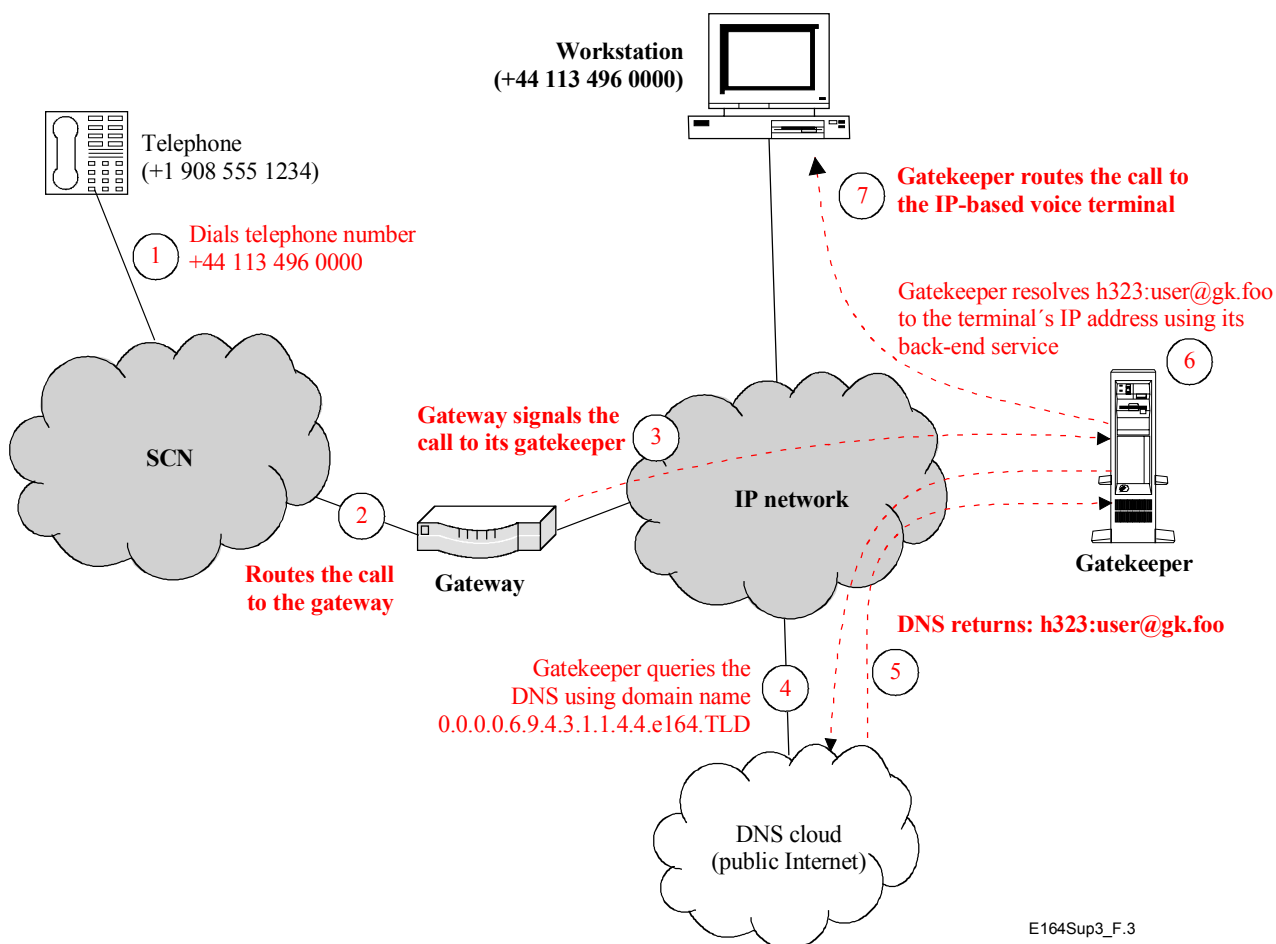 Workstation
(+44 113 496 0000)
Telephone
(+1 908 555 1234)
1
Dials telephone number
+44 113 496 0000
7
Gatekeeper routes the call to
the IP-based voice terminal
Gatekeeper resolves h323:user@gk.foo
to the terminal´s IP address using its
back-end service
6
SCN
Gateway signals the
call to its gatekeeper
3
IP network
2
Routes the call
to the gateway
Gateway
Gatekeeper
DNS returns: h323:user@gk.foo
5
Gatekeeper queries the
DNS using domain name
0.0.0.0.6.9.4.3.1.1.4.4.e164.TLD
4
DNS cloud
(public Internet)
E164Sup3_F.3